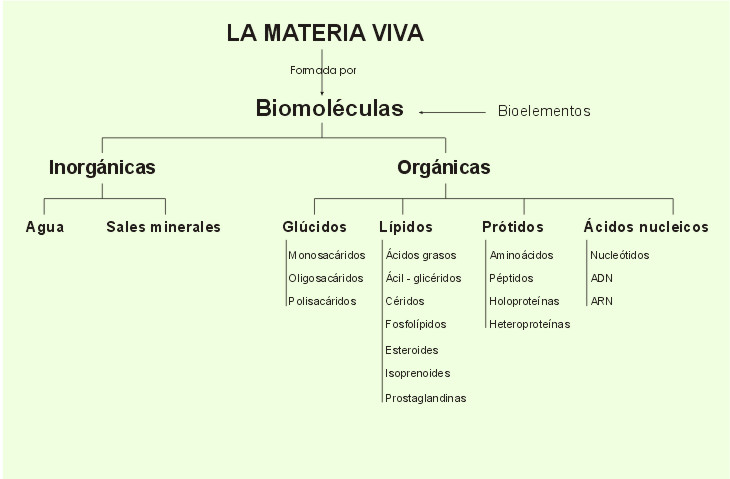 LA MATERIA VIVA
Formada por
Biomoléculas
Bioelementos
Inorgánicas
Orgánicas
Agua
Sales minerales
Glúcidos
Lípidos
Prótidos
Ácidos nucleicos
Monosacáridos
Oligosacáridos
Polisacáridos
Ácidos grasos
Ácil - glicéridos
Céridos
Fosfolípidos
Esteroides
Isoprenoides
Prostaglandinas
Aminoácidos
Péptidos
Holoproteínas
Heteroproteínas
Nucleótidos
ADN
ARN